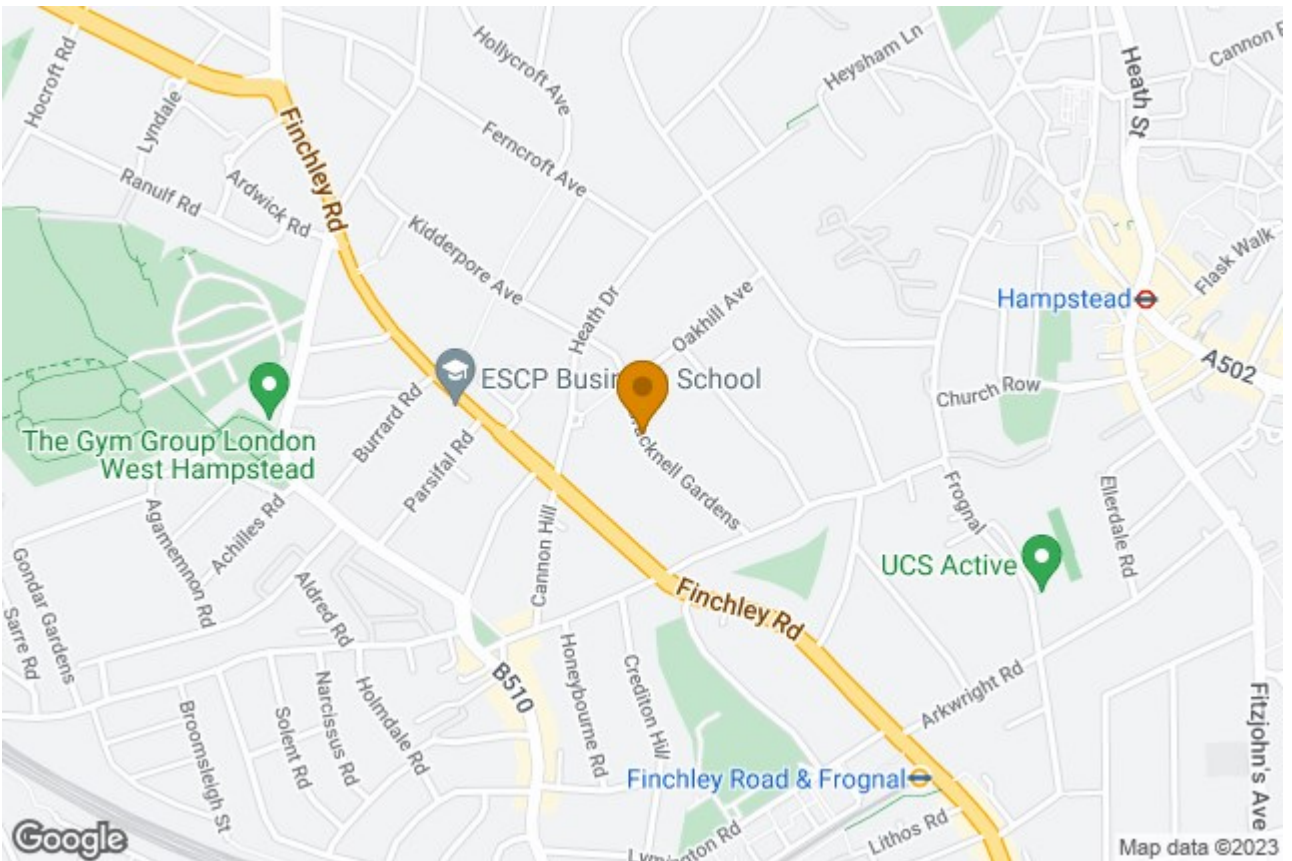 Hocroft Rd
Lyndale
Hollycroft Ave
Heysham Ln
Heath St
Cannon
Finchley Rd
Ferncroft Ave
Ranulf Rd
Ardwick Rd
Kidderpore Ave
Flask Walk
Heath Dr
Oakhill Ave
Hampstead
A502
ESCP Busin
School
Church Row
The Gym Group London
West Hampstead
Burrard Rd
Parsifal Rd
Gardens
Frognal
Ellerdale Rd
Achilles Rd
Agamemnon Rd
Cannon Hill
UCS Active
Gondar Gardens
Sarre Rd
Aldred Rd
Finchley Rd
B510
Honeybourne Rd
Crediton Hill
Arkwright Rd
Fitzjohn's Ave
Broomsleigh St
Solent Rd
Narcissus Rd
Holmdale Rd
Finchley Road & Frognal
Lithos Rd
Rd
Google
Map data ©2023